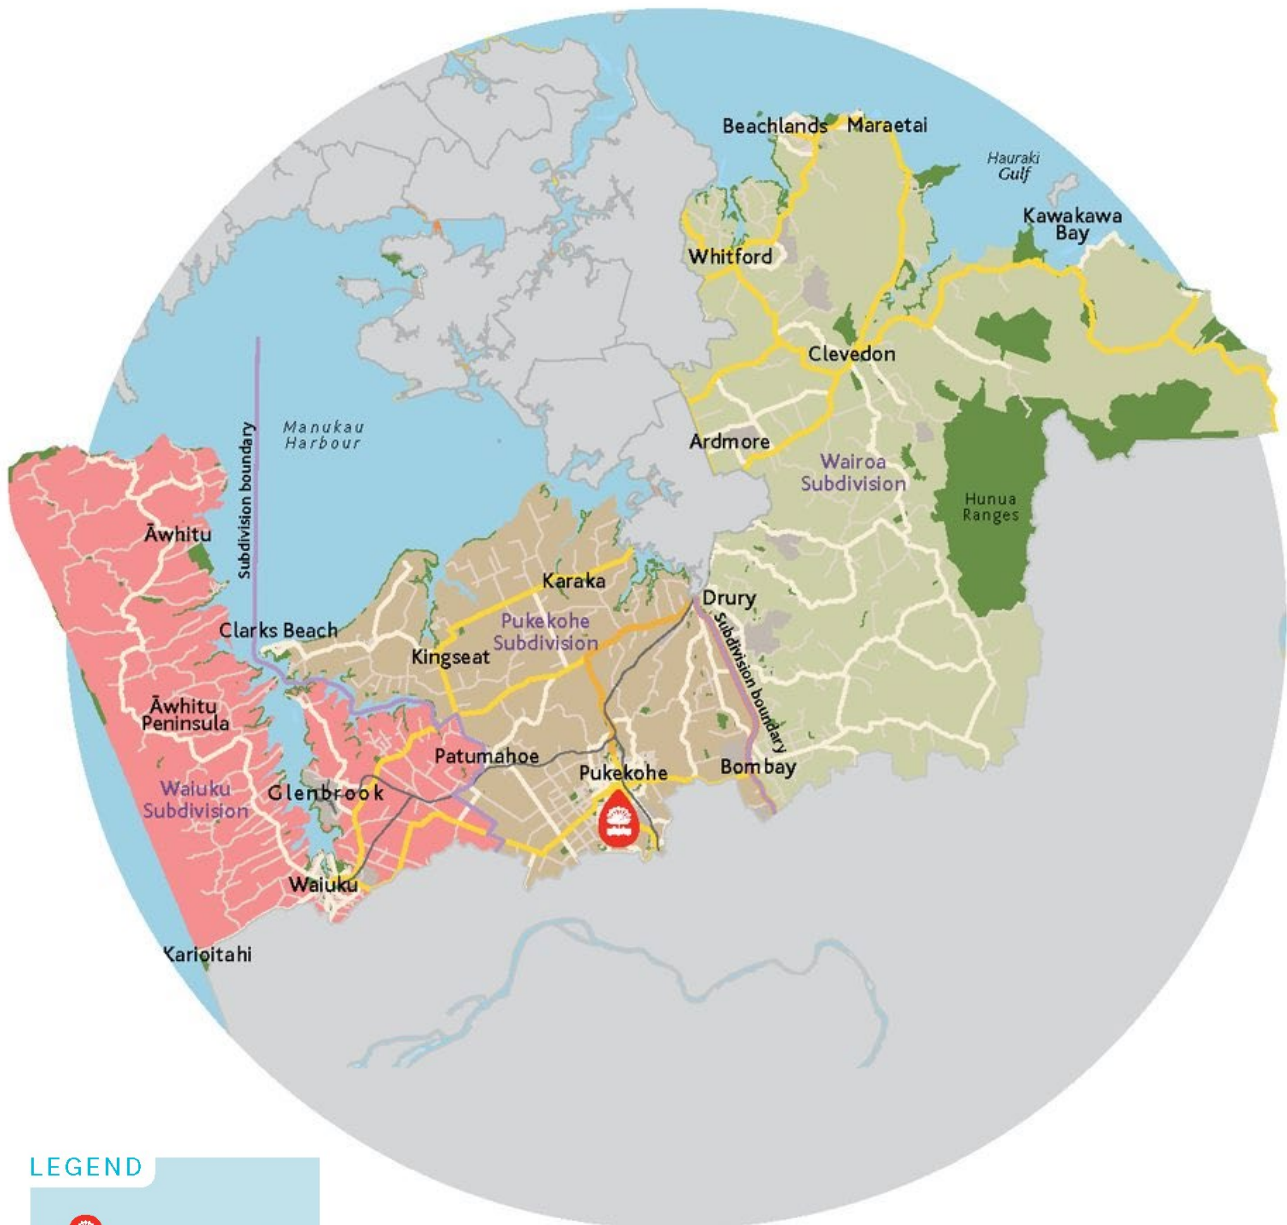 Beachlands
Maraetai
Hauraki
Gulf
Kawakawa
Bay
Whitford
Clevedon
Manukau
Harbour
Subdivision boundary
Ardmore
Wairoa
Subdivision
Hunua
Ranges
Āwhitu
Karaka
Drury
Pukekohe
Subdivision
Clarks Beach
Kingseat
Subdivision boundary
Āwhitu
Peninsula
Patumahoe
Pukekohe
Bombay
Waiuku
Subdivision
Glenbrook
Waiuku
Karioitahi
LEGEND